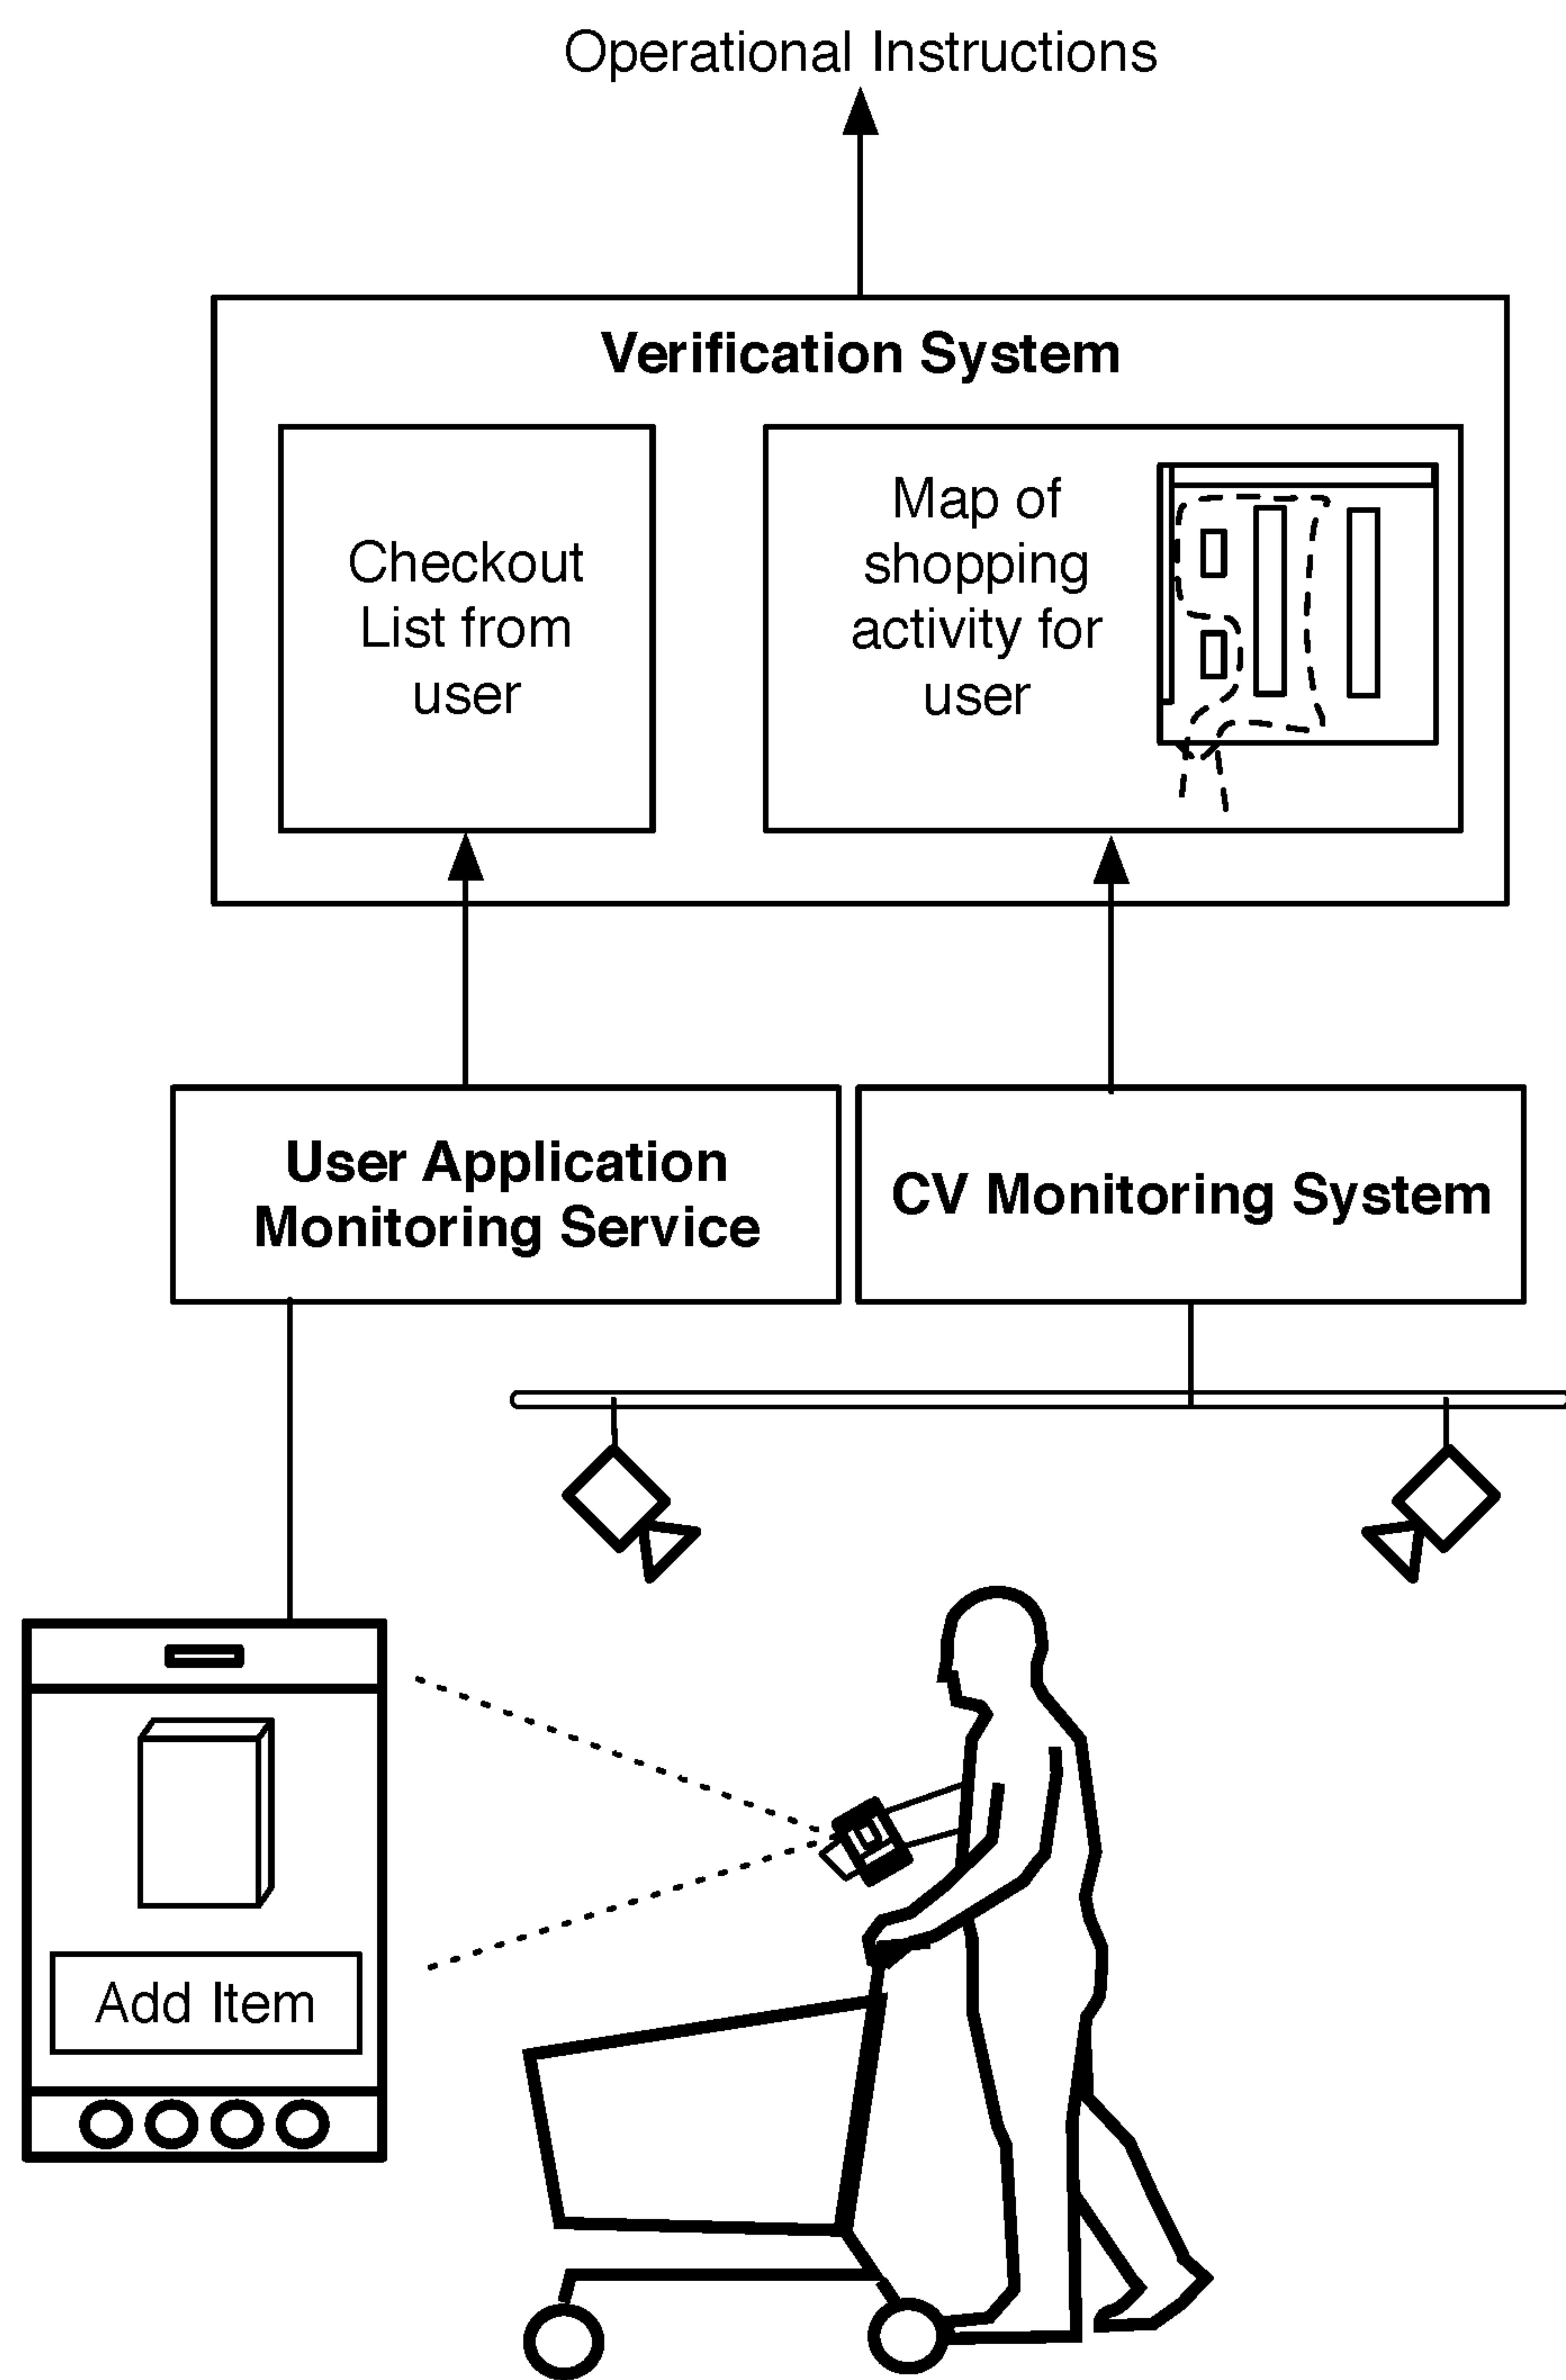 Operational Instructions
Verification System
Checkout
List from
user
Map of
shopping
activity for
user
User Application
Monitoring Service
CV Monitoring System
Add Item